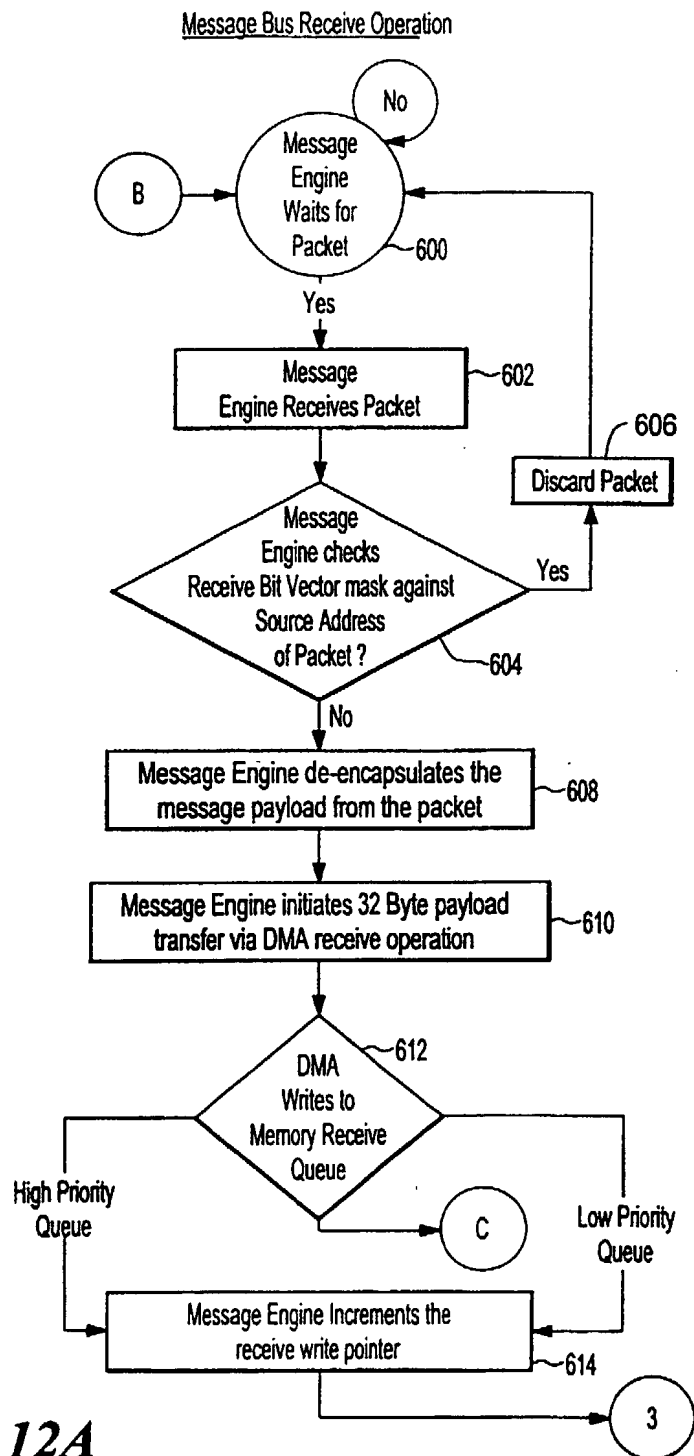 Message Bus Receive Operation
No
Message
Engine
Waits for
Packet
B
600
Yes
Message
Engine Receives Packet
602
606
Discard Packet
Message
Engine checks
Receive Bit Vector mask against
Source Address
of Packet ?
Yes
604
No
Message Engine de-encapsulates the
message payload from the packet
608
Message Engine initiates 32 Byte payload
transfer via DMA receive operation
610
612
DMA
Writes to
Memory Receive
Queue
High Priority
Queue
C
Low Priority
Queue
Message Engine Increments the
receive write pointer
614
3
12A